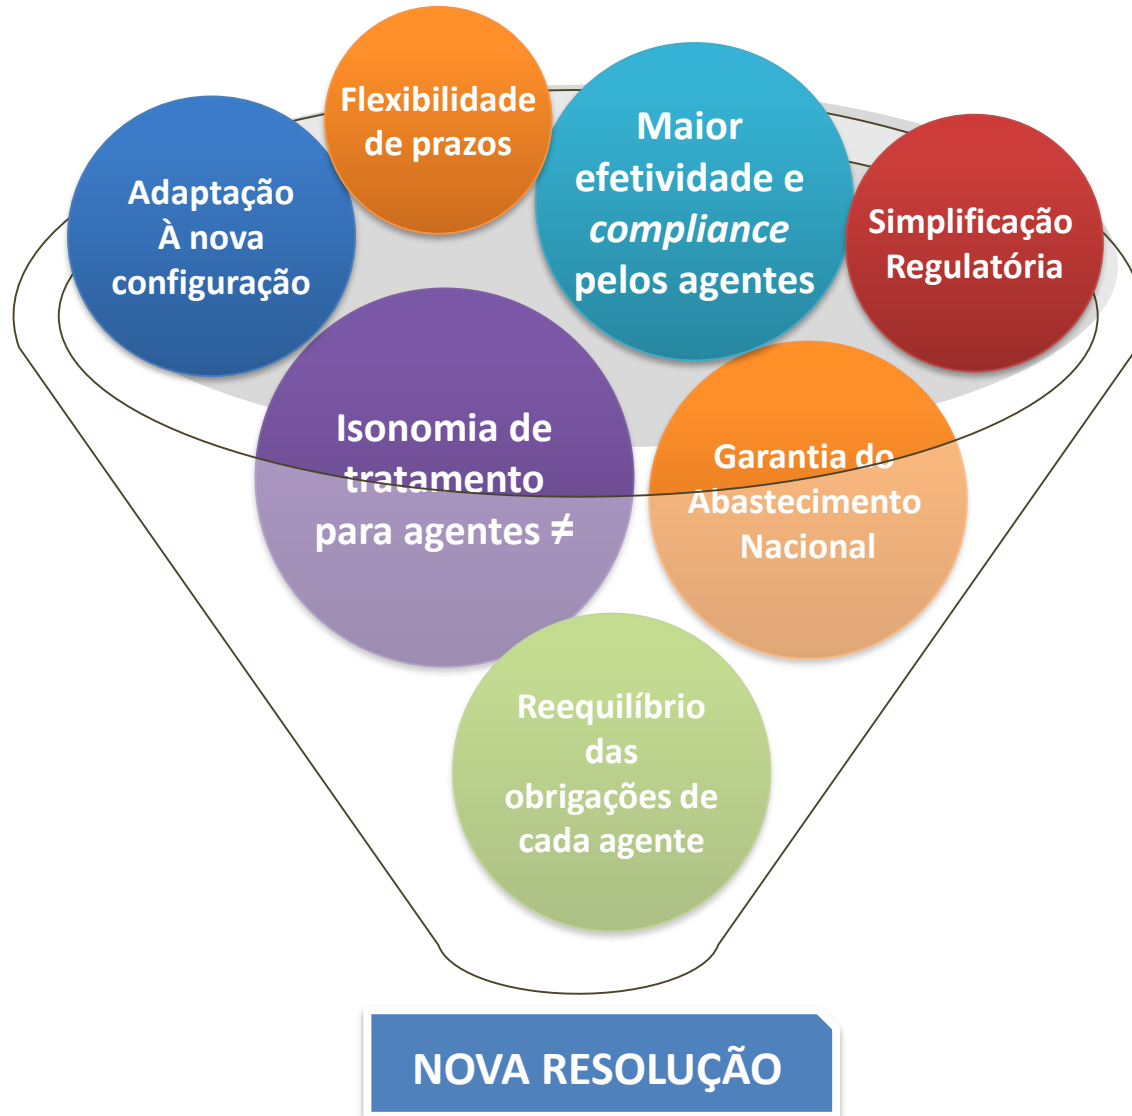 Flexibilidade
de prazos
Maior
efetividade e
compliance
pelos agentes
Adaptação
À nova
configuração
Simplificação
Regulatória
Isonomia de
tratamento
para agentes ≠
Garantia do
Abastecimento
Nacional
Reequilíbrio
das
obrigações de
cada agente
NOVA RESOLUÇÃO